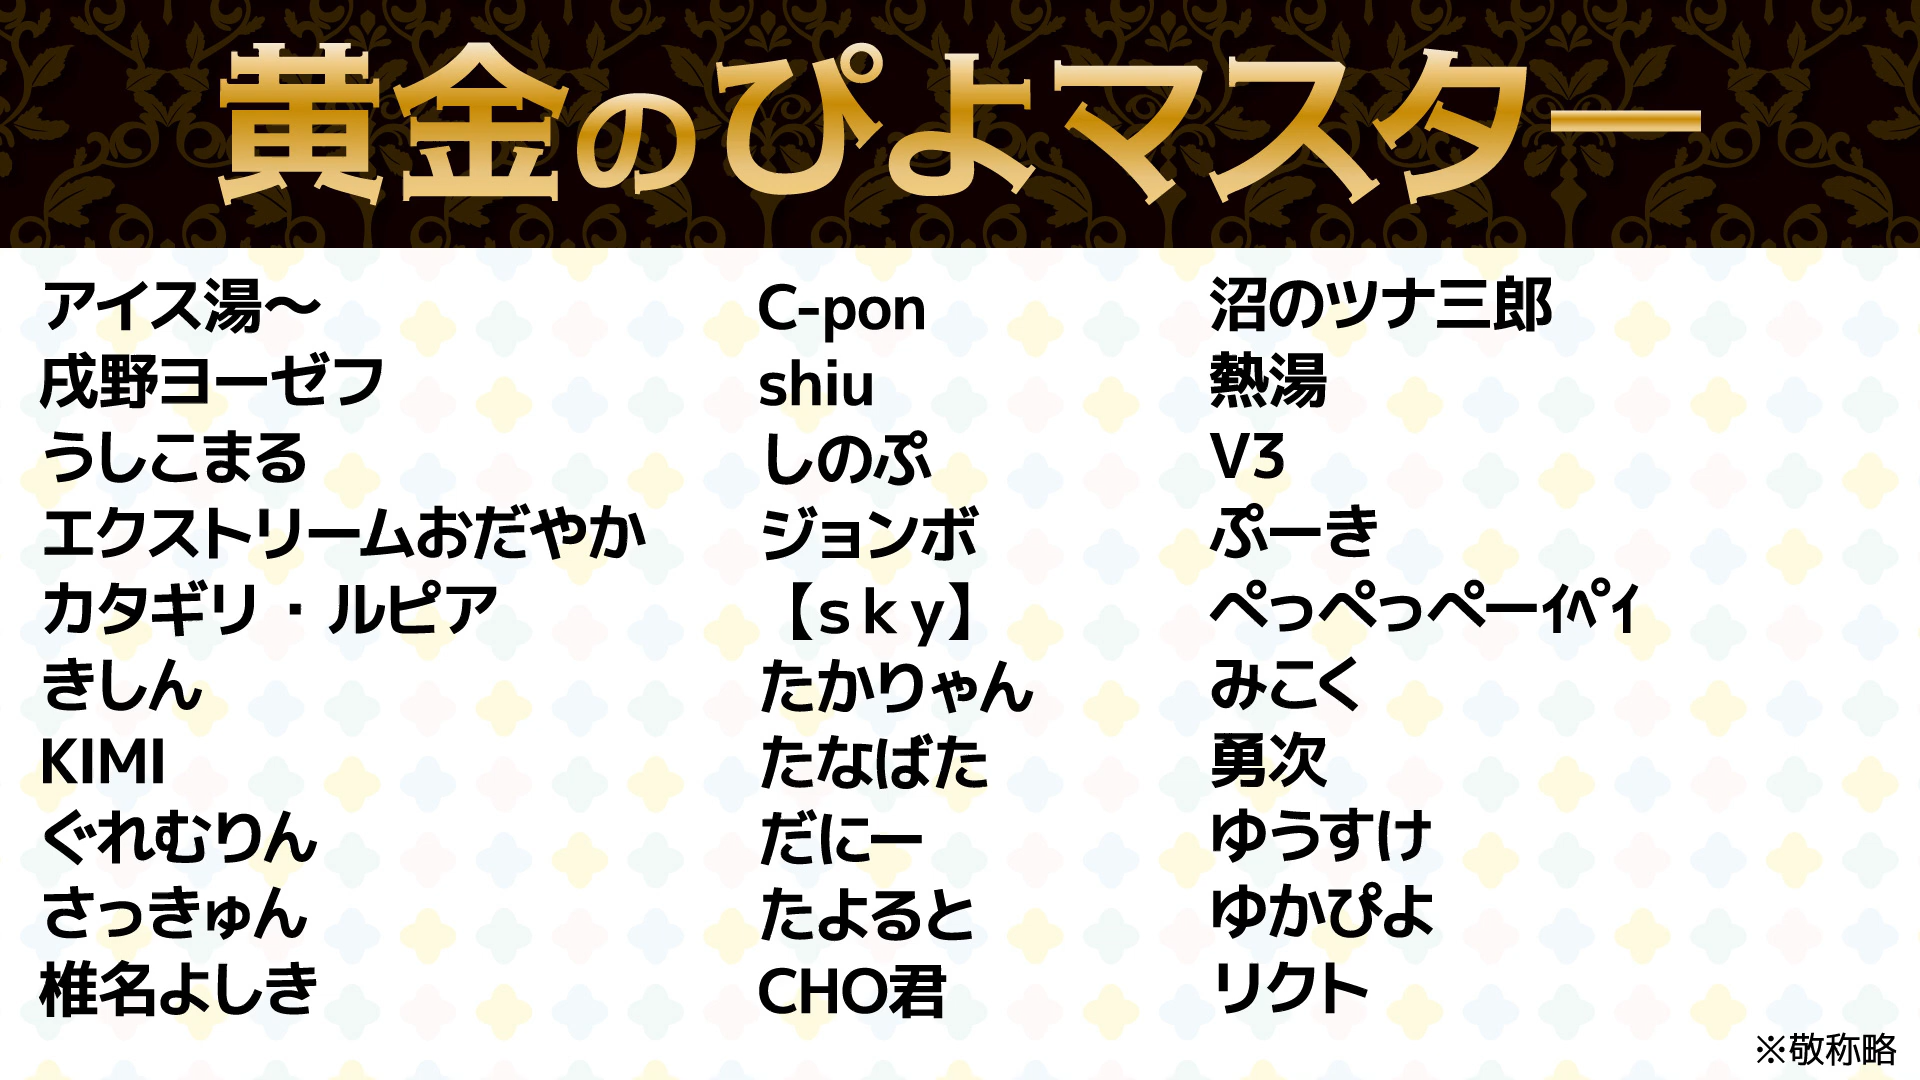 黄金のぴよマスター
アイス湯～
戌野ヨーゼフ
うしこまる
エクストリームおだやか
カタギリ・ルピア
きしん
KIMI
ぐれむりん
さっきゅん
椎名よしき
C-pon
shiu
しのぷ
ジョンボ
【ｓｋｙ】
たかりゃん
たなばた
だにー
たよると
CHO君
沼のツナ三郎
熱湯
V3
ぷーき
ぺっぺっぺーｲﾍﾟｲ
みこく
勇次
ゆうすけ
ゆかぴよ
リクト
※敬称略